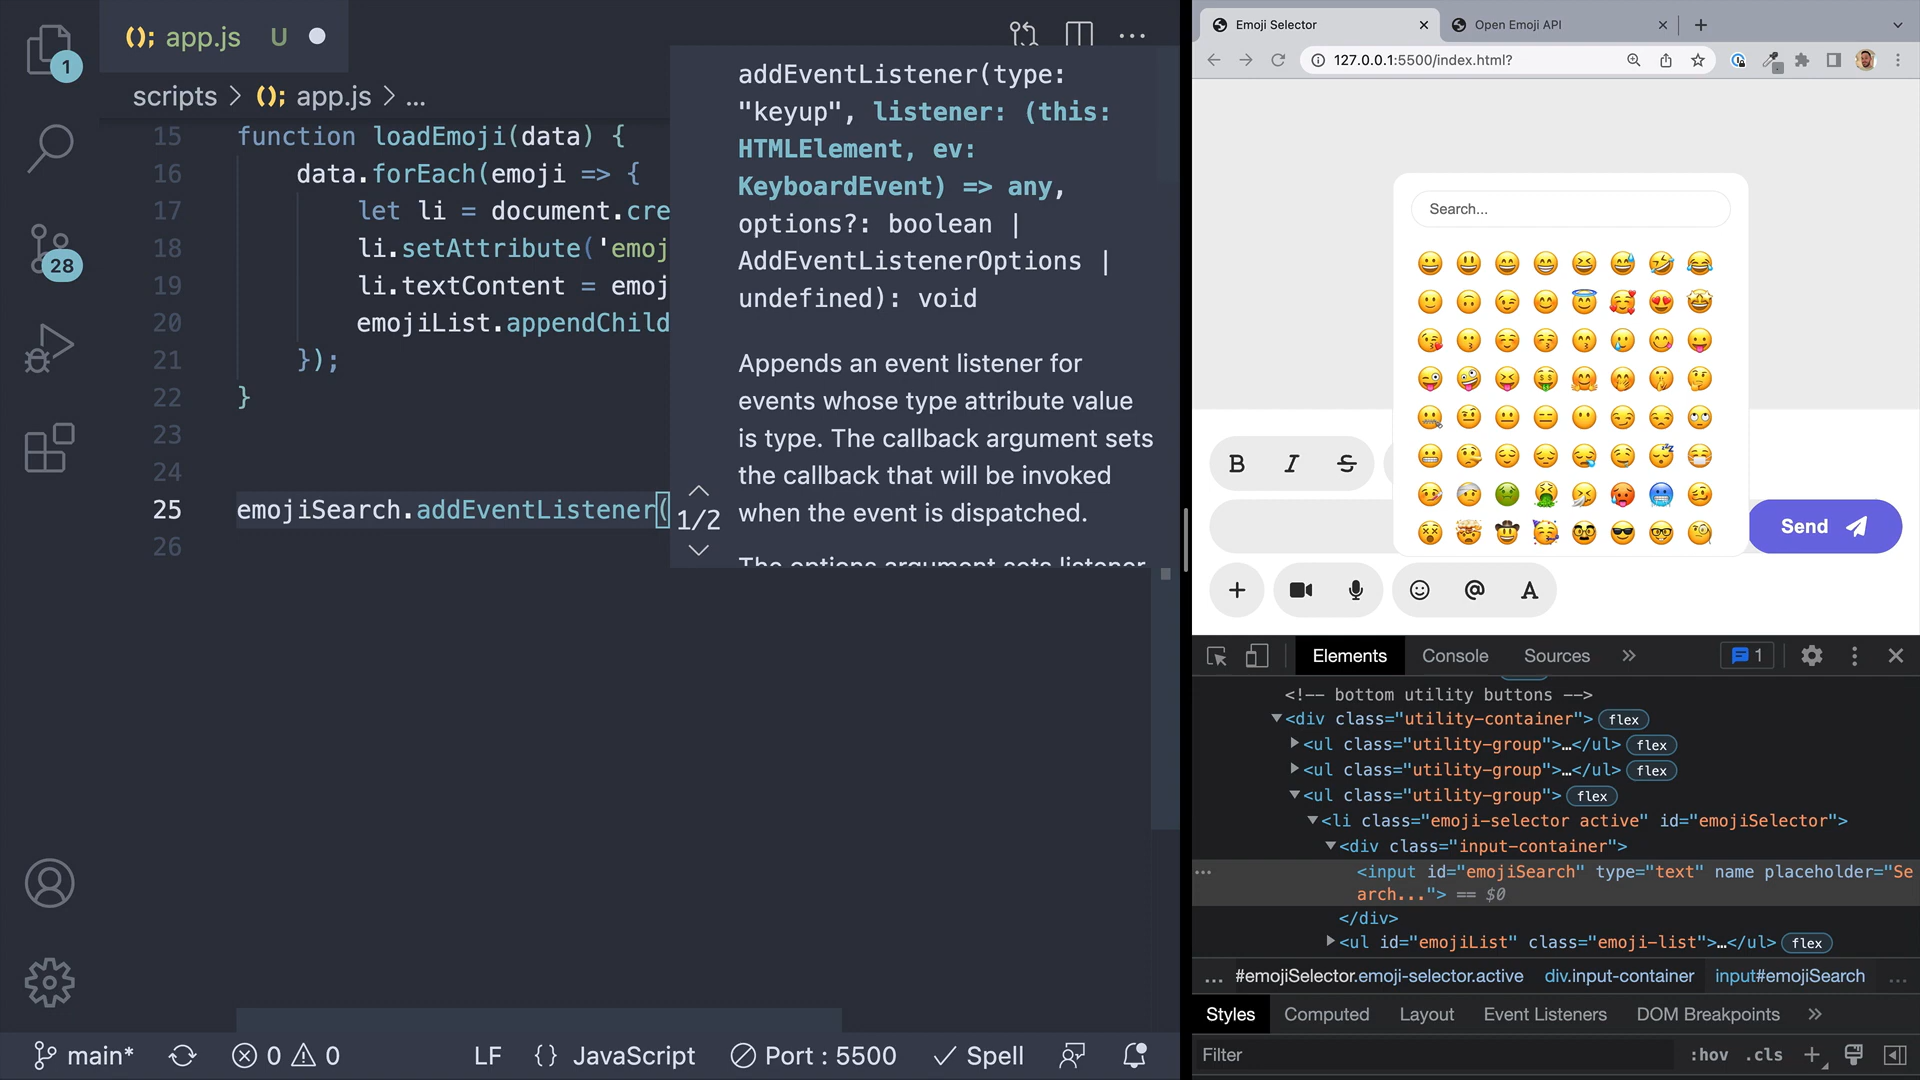 (); app.js U
1
scripts > (); app.js > ...
28
15 function loadEmoji(data) {
16 data.forEach(emoji => {
17 let li = document.cre
18 li.setAttribute('emoj
19 li.textContent = emoj
20 emojiList.appendChild
21 });
22 }
23
24
25 emojiSearch.addEventListener(
26
addEventListener(type:
"keyup", listener: (this:
HTMLElement, ev:
KeyboardEvent) => any,
options?: boolean |
AddEventListenerOptions |
undefined): void
Appends an event listener for
events whose type attribute value
is type. The callback argument sets
the callback that will be invoked
when the event is dispatched.
The options argument sets listener
1/2
main* 0 0 LF {} JavaScript Port : 5500 Spell
Emoji Selector Open Emoji API
127.0.0.1:5500/index.html?
Search...
B I S
Send
@ A
Elements Console Sources 1
<!-- bottom utility buttons -->
<div class="utility-container"> flex
<ul class="utility-group">…</ul> flex
<ul class="utility-group">…</ul> flex
<ul class="utility-group"> flex
<li class="emoji-selector active" id="emojiSelector">
<div class="input-container">
<input id="emojiSearch" type="text" name placeholder="Se
arch..."> == $0
</div>
<ul id="emojiList" class="emoji-list">…</ul> flex
... #emojiSelector.emoji-selector.active div.input-container input#emojiSearch ...
Styles Computed Layout Event Listeners DOM Breakpoints
Filter :hov .cls